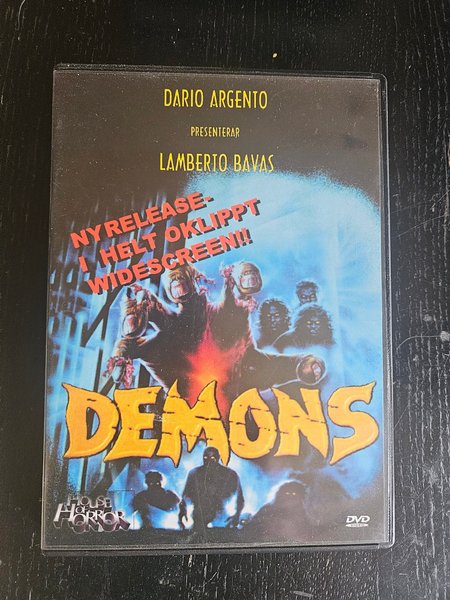 DARIO ARGENTO
PRESENTERAR
LAMBERTO BAVAS
NYRELEASE-
I HELT OKLIPPT
WIDESCREEN!!
DEMONS
HOUSE
OF
HORROR
DVD